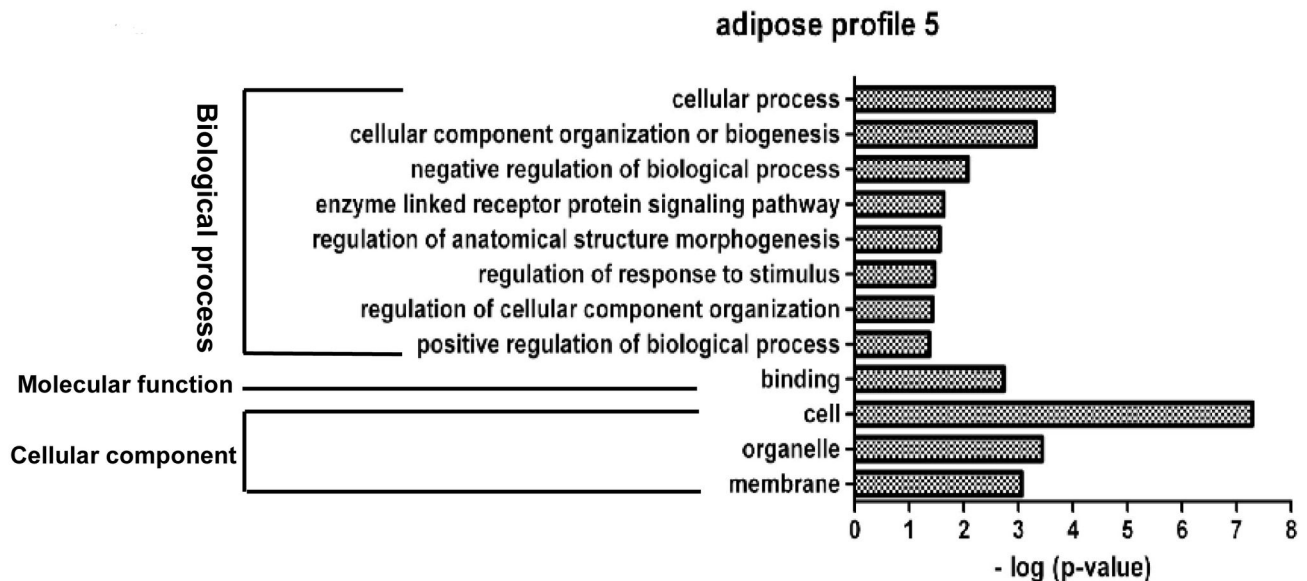 adipose profile 5
Biological process
cellular process
cellular component organization or biogenesis
negative regulation of biological process
enzyme linked receptor protein signaling pathway
regulation of anatomical structure morphogenesis
regulation of response to stimulus
regulation of cellular component organization
positive regulation of biological process
Molecular function
binding
Cellular component
cell
organelle
membrane
0 1 2 3 4 5 6 7 8
- log (p-value)